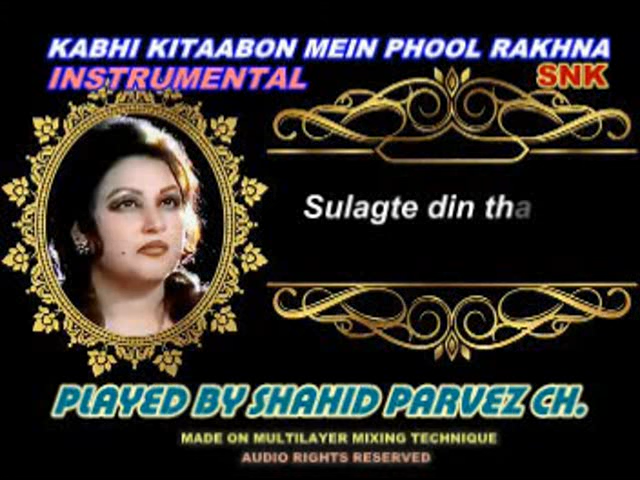 KABHI KITAABON MEIN PHOOL RAKHNA
INSTRUMENTAL
SNK
Sulagte din tha
PLAYED BY SHAHID PARVEZ CH.
MADE ON MULTILAYER MIXING TECHNIQUE
AUDIO RIGHTS RESERVED